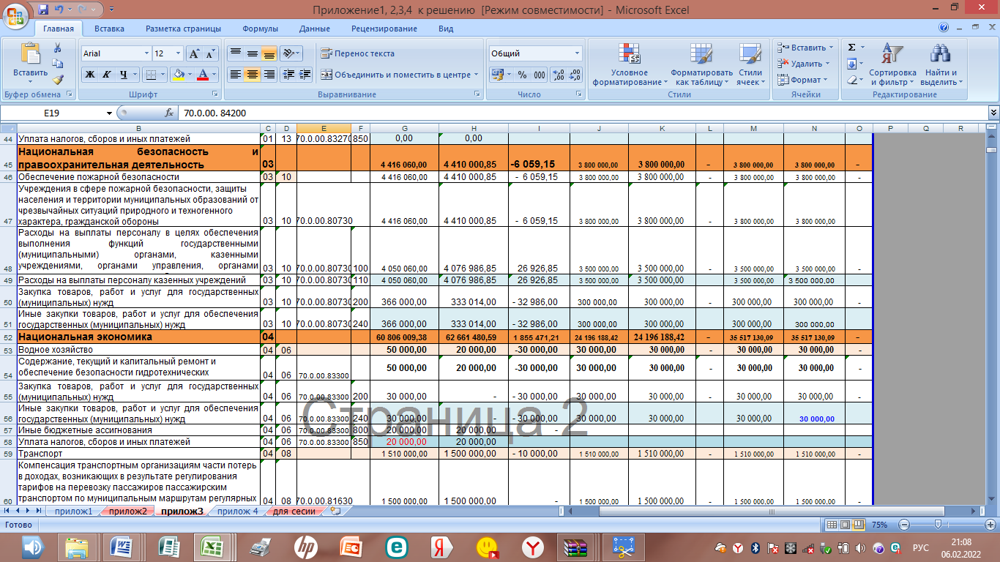 Приложение1, 2,3,4 к решению [Режим совместимости] - Microsoft Excel
Главная Вставка Разметка страницы Формулы Данные Рецензирование Вид
Arial 12 Перенос текста Общий
Вставить
Ж К Ч Объединить и поместить в центре % 000
Условное форматирование Форматировать как таблицу Стили ячеек
Вставить Удалить Формат
Сортировка и фильтр Найти и выделить
Буфер обмена Шрифт Выравнивание Число Стили Ячейки Редактирование
E19 fx 70.0.00. 84200
B C D E F G H I J K L M N O P Q R
44 Уплата налогов, сборов и иных платежей 01 13 70.0.00.83270 850 0,00 0,00
Национальная безопасность и
45 правоохранительная деятельность 03 4 416 060,00 4 410 000,85 -6 059,15 3 800 000,00 3 800 000,00 - 3 800 000,00 3 800 000,00 -
46 Обеспечение пожарной безопасности 03 10 4 416 060,00 4 410 000,85 - 6 059,15 3 800 000,00 3 800 000,00 - 3 800 000,00 3 800 000,00 -
Учреждения в сфере пожарной безопасности, защиты
населения и территории муниципальных образований от
чрезвычайных ситуаций природного и техногенного
47 характера, гражданской обороны 03 10 70.0.00.80730 4 416 060,00 4 410 000,85 - 6 059,15 3 800 000,00 3 800 000,00 - 3 800 000,00 3 800 000,00
Расходы на выплаты персоналу в целях обеспечения
выполнения функций государственными
(муниципальными) органами, казенными
48 учреждениями, органами управления, органами 03 10 70.0.00.80730 100 4 050 060,00 4 076 986,85 26 926,85 3 500 000,00 3 500 000,00 - 3 500 000,00 3 500 000,00 -
49 Расходы на выплаты персоналу казенных учреждений 03 10 70.0.00.80730 110 4 050 060,00 4 076 986,85 26 926,85 3 500 000,00 3 500 000,00 3 500 000,00 3 500 000,00
Закупка товаров, работ и услуг для государственных
50 (муниципальных) нужд 03 10 70.0.00.80730 200 366 000,00 333 014,00 - 32 986,00 300 000,00 300 000,00 - 300 000,00 300 000,00 -
Иные закупки товаров, работ и услуг для обеспечения
51 государственных (муниципальных) нужд 03 10 70.0.00.80730 240 366 000,00 333 014,00 - 32 986,00 300 000,00 300 000,00 - 300 000,00 300 000,00 -
52 Национальная экономика 04 60 806 009,38 62 661 480,59 1 855 471,21 24 196 188,42 24 196 188,42 - 35 517 130,09 35 517 130,09 -
53 Водное хозяйство 04 06 50 000,00 20 000,00 -30 000,00 30 000,00 30 000,00 - 30 000,00 30 000,00 -
Содержание, текущий и капитальный ремонт и
54 обеспечение безопасности гидротехнических 04 06 70.0.00.83300 50 000,00 20 000,00 -30 000,00 30 000,00 30 000,00 - 30 000,00 30 000,00 -
Закупка товаров, работ и услуг для государственных
55 (муниципальных) нужд 04 06 70.0.00.83300 200 30 000,00 - - 30 000,00 30 000,00 30 000,00 - 30 000,00 30 000,00 -
Иные закупки товаров, работ и услуг для обеспечения
56 государственных (муниципальных) нужд 04 06 70.0.00.83300 240 30 000,00 - - 30 000,00 30 000,00 30 000,00 - 30 000,00 30 000,00 -
Страница 2
57 Иные бюджетные ассигнования 04 06 70.0.00.83300 800 20 000,00 20 000,00 -
58 Уплата налогов, сборов и иных платежей 04 06 70.0.00.83300 850 20 000,00 20 000,00
59 Транспорт 04 08 1 510 000,00 1 500 000,00 - 10 000,00 1 510 000,00 1 510 000,00 - 1 510 000,00 1 510 000,00 -
Компенсация транспортным организациям части потерь
в доходах, возникающих в результате регулирования
тарифов на перевозку пассажиров пассажирским
60 транспортом по муниципальным маршрутам регулярных 04 08 70.0.00.81630 1 500 000,00 1 500 000,00 - 1 500 000,00 1 500 000,00 - 1 500 000,00 1 500 000,00 -
прилож1 прилож2 прилож3 прилож 4 для сесии
Готово 75%
РУС 21:08
06.02.2022